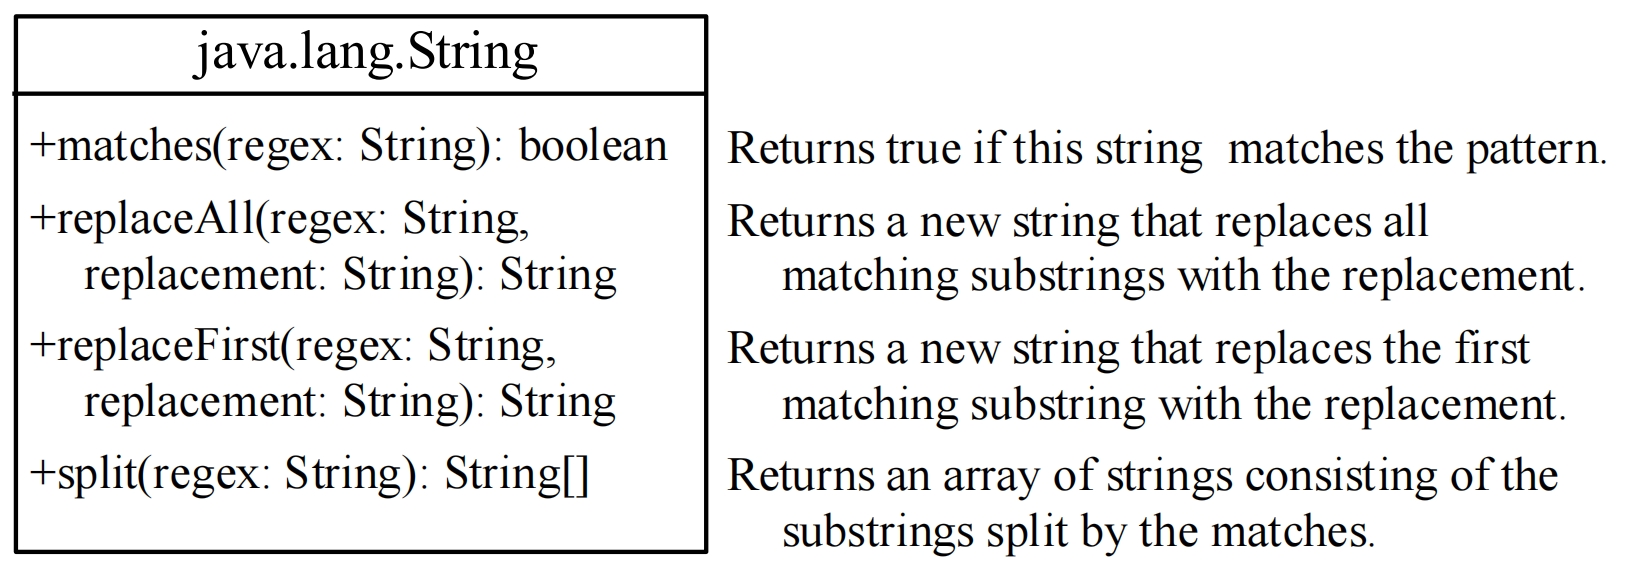 java.lang.String
+matches(regex: String): boolean
Returns true if this string matches the pattern.
+replaceAll(regex: String,
replacement: String): String
Returns a new string that replaces all
matching substrings with the replacement.
+replaceFirst(regex: String,
replacement: String): String
Returns a new string that replaces the first
matching substring with the replacement.
+split(regex: String): String[]
Returns an array of strings consisting of the
substrings split by the matches.